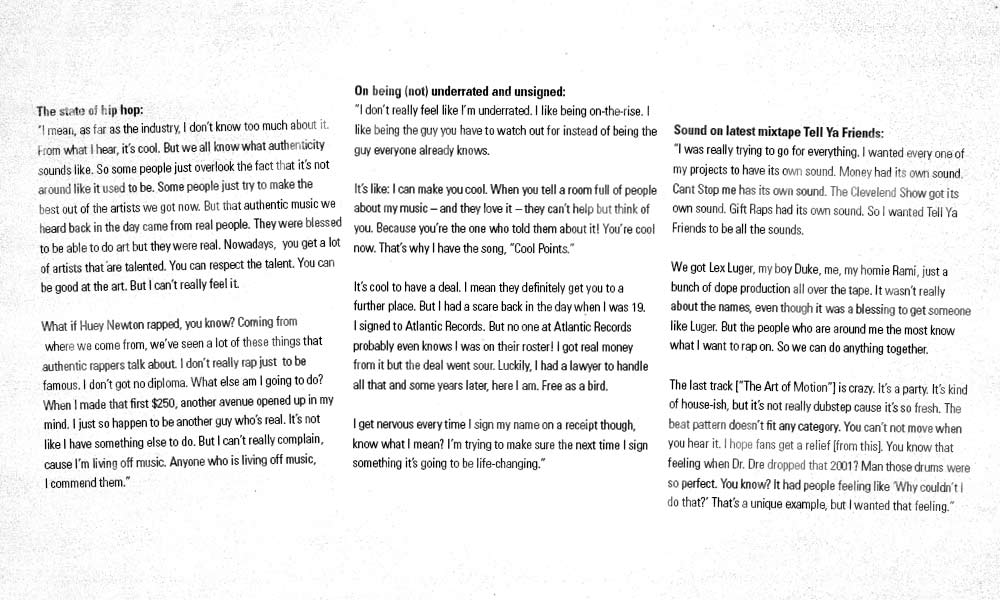 The state of hip hop:
"I mean, as far as the industry, I don't know too much about it.
From what I hear, it's cool. But we all know what authenticity
sounds like. So some people just overlook the fact that it's not
around like it used to be. Some people just try to make the
best out of the artists we got now. But that authentic music we
heard back in the day came from real people. They were blessed
to be able to do art but they were real. Nowadays, you get a lot
of artists that are talented. You can respect the talent. You can
be good at the art. But I can't really feel it.

What if Huey Newton rapped, you know? Coming from
where we come from, we've seen a lot of these things that
authentic rappers talk about. I don't really rap just to be
famous. I don't got no diploma. What else am I going to do?
When I made that first $250, another avenue opened up in my
mind. I just so happen to be another guy who's real. It's not
like I have something else to do. But I can't really complain,
cause I'm living off music. Anyone who is living off music,
I commend them."

On being (not) underrated and unsigned:
"I don't really feel like I'm underrated. I like being on-the-rise. I
like being the guy you have to watch out for instead of being the
guy everyone already knows.

It's like: I can make you cool. When you tell a room full of people
about my music – and they love it – they can't help but think of
you. Because you're the one who told them about it! You're cool
now. That's why I have the song, "Cool Points."

It's cool to have a deal. I mean they definitely get you to a
further place. But I had a scare back in the day when I was 19.
I signed to Atlantic Records. But no one at Atlantic Records
probably even knows I was on their roster! I got real money
from it but the deal went sour. Luckily, I had a lawyer to handle
all that and some years later, here I am. Free as a bird.

I get nervous every time I sign my name on a receipt though,
know what I mean? I'm trying to make sure the next time I sign
something it's going to be life-changing."

Sound on latest mixtape Tell Ya Friends:
"I was really trying to go for everything. I wanted every one of
my projects to have its own sound. Money had its own sound.
Cant Stop me has its own sound. The Clevelend Show got its
own sound. Gift Raps had its own sound. So I wanted Tell Ya
Friends to be all the sounds.

We got Lex Luger, my boy Duke, me, my homie Rami, just a
bunch of dope production all over the tape. It wasn't really
about the names, even though it was a blessing to get someone
like Luger. But the people who are around me the most know
what I want to rap on. So we can do anything together.

The last track ["The Art of Motion"] is crazy. It's a party. It's kind
of house-ish, but it's not really dubstep cause it's so fresh. The
beat pattern doesn't fit any category. You can't not move when
you hear it. I hope fans get a relief [from this]. You know that
feeling when Dr. Dre dropped that 2001? Man those drums were
so perfect. You know? It had people feeling like 'Why couldn't I
do that?' That's a unique example, but I wanted that feeling."